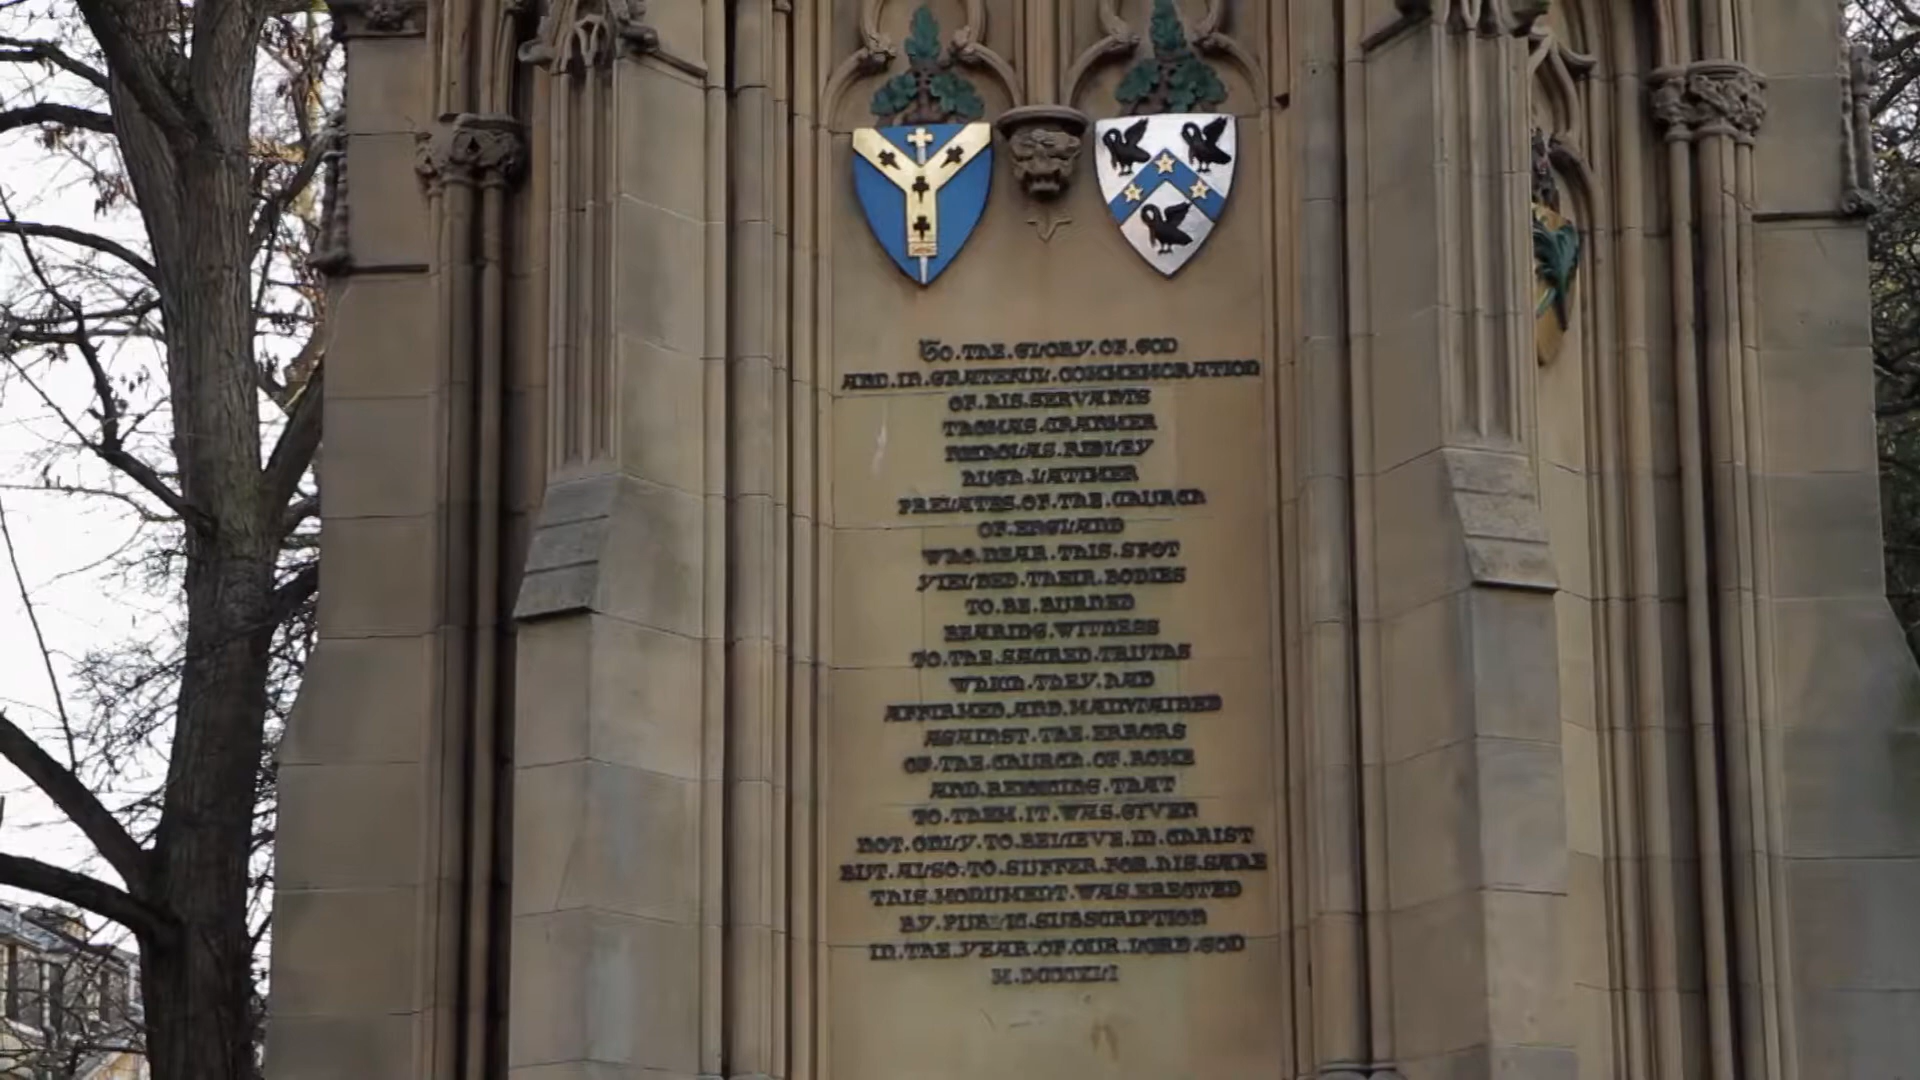 To.THE.GLORY.OF.GOD
AND.IN.GRATEFUL.COMMEMORATION
OF.HIS.SERVANTS
THOMAS.CRANMER
NICHOLAS.RIDLEY
HUGH.LATIMER
PRELATES.OF.THE.CHURCH
OF.ENGLAND
WHO.NEAR.THIS.SPOT
YIELDED.THEIR.BODIES
TO.BE.BURNED
BEARING.WITNESS
TO.THE.SACRED.TRUTHS
WHICH.THEY.HAD
AFFIRMED.AND.MAINTAINED
AGAINST.THE.ERRORS
OF.THE.CHURCH.OF.ROME
AND.REJOICING.THAT
TO.THEM.IT.WAS.GIVEN
NOT.ONLY.TO.BELIEVE.IN.CHRIST
BUT.ALSO.TO.SUFFER.FOR.HIS.SAKE
THIS.MONUMENT.WAS.ERECTED
BY.PUBLIC.SUBSCRIPTION
IN.THE.YEAR.OF.OUR.LORD.GOD
M.DCCCXLI